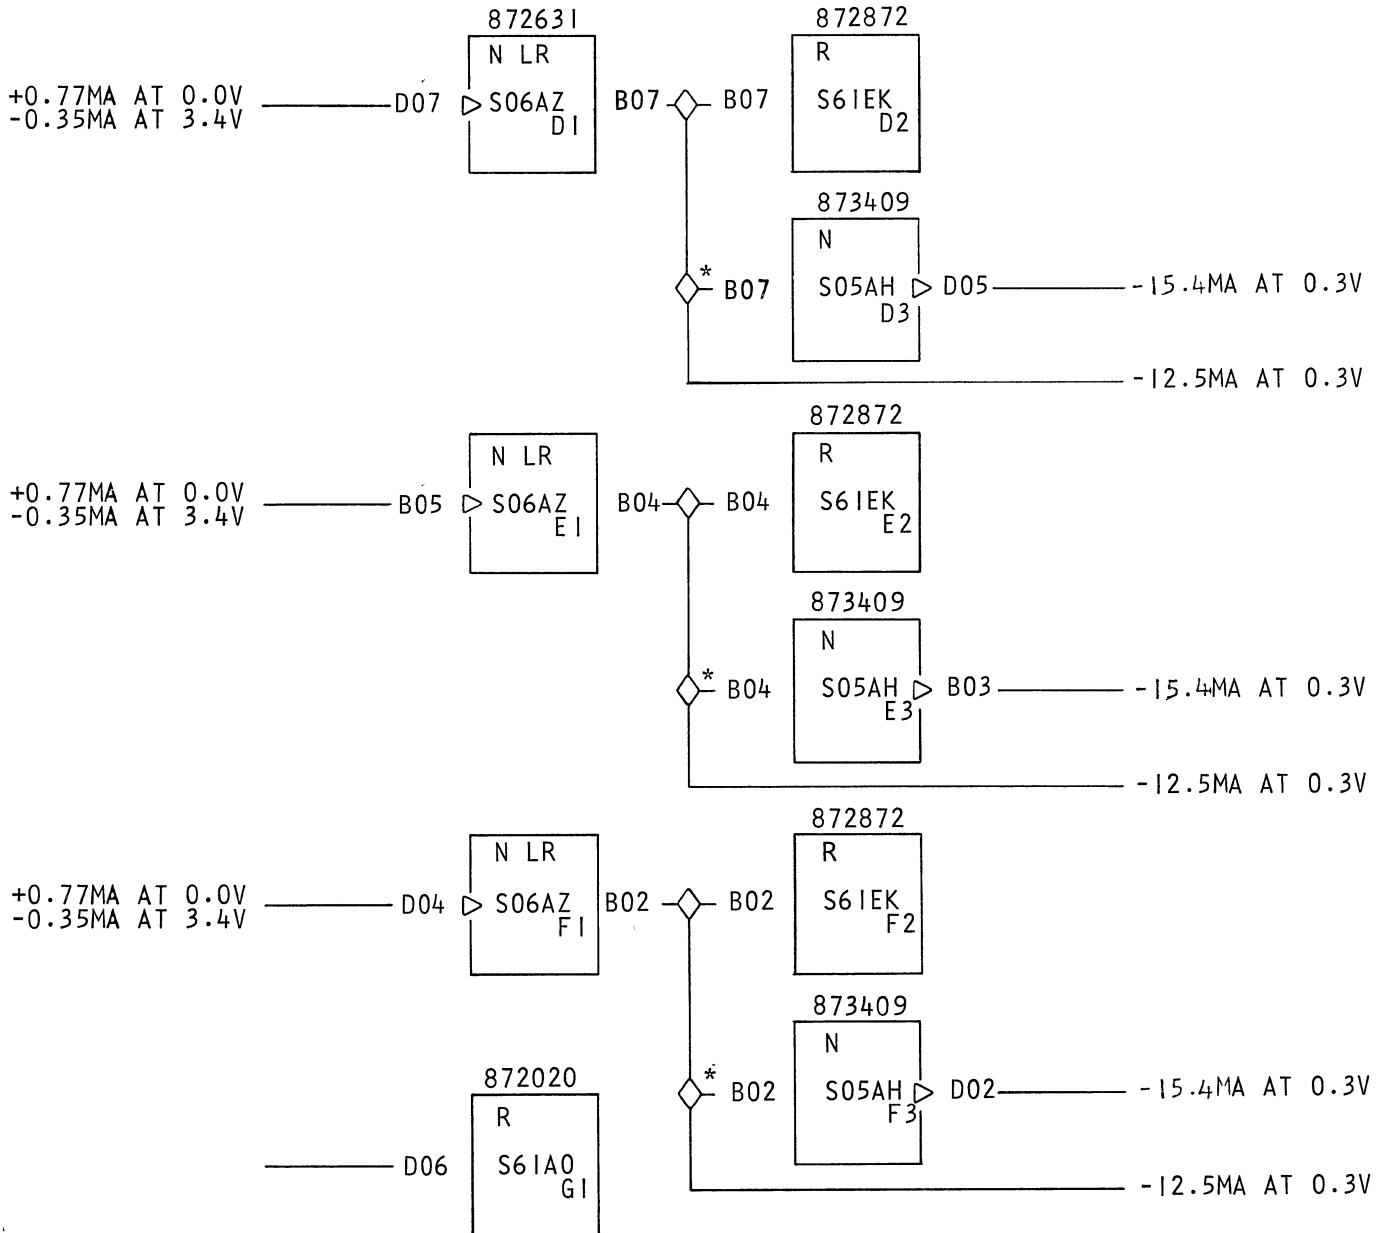 872631
872872
N LR
R
+0.77MA AT 0.0V
-0.35MA AT 3.4V
D07
S06AZ
D1
B07
B07
S61EK
D2
873409
N
*
B07
S05AH
D3
D05
-15.4MA AT 0.3V
-12.5MA AT 0.3V
872872
N LR
R
+0.77MA AT 0.0V
-0.35MA AT 3.4V
B05
S06AZ
E1
B04
B04
S61EK
E2
873409
N
*
B04
S05AH
E3
B03
-15.4MA AT 0.3V
-12.5MA AT 0.3V
872872
N LR
R
+0.77MA AT 0.0V
-0.35MA AT 3.4V
D04
S06AZ
F1
B02
B02
S61EK
F2
873409
N
*
B02
S05AH
F3
D02
-15.4MA AT 0.3V
872020
R
D06
S61AO
G1
-12.5MA AT 0.3V